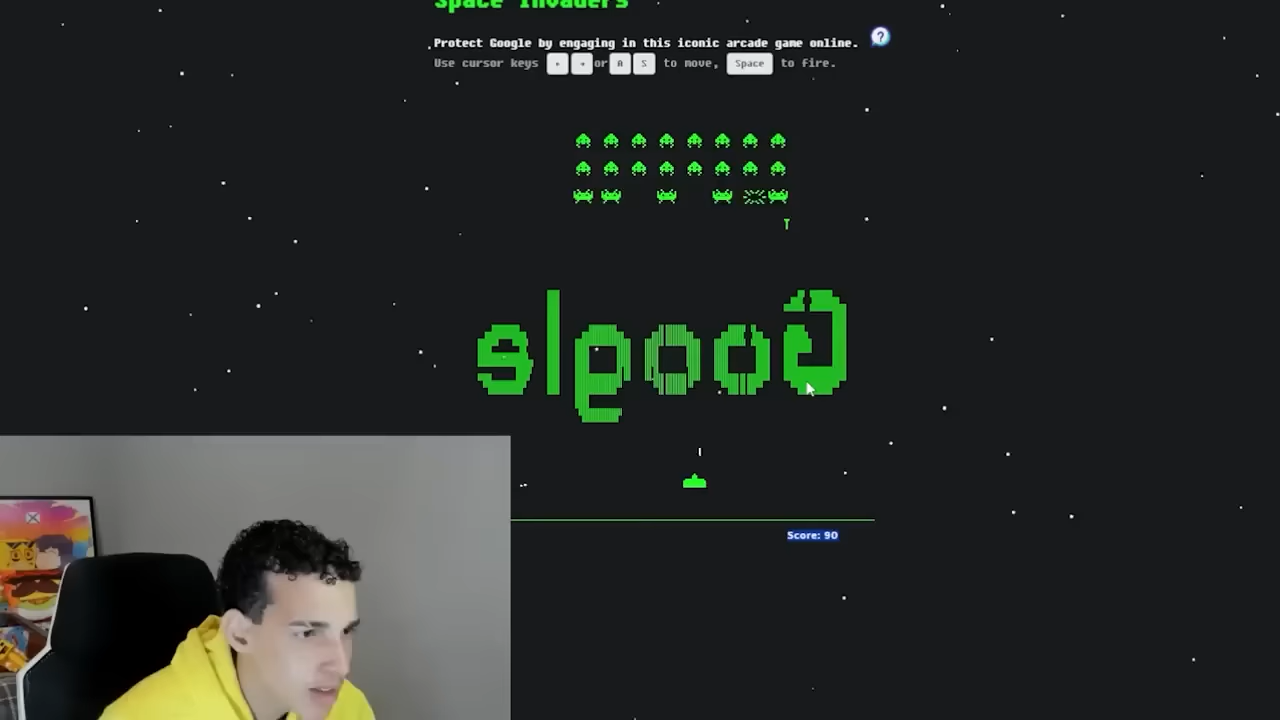 Space Invaders
Protect Google by engaging in this iconic arcade game online. ?
Use cursor keys or A S to move, Space to fire.
elgooG
Score: 90